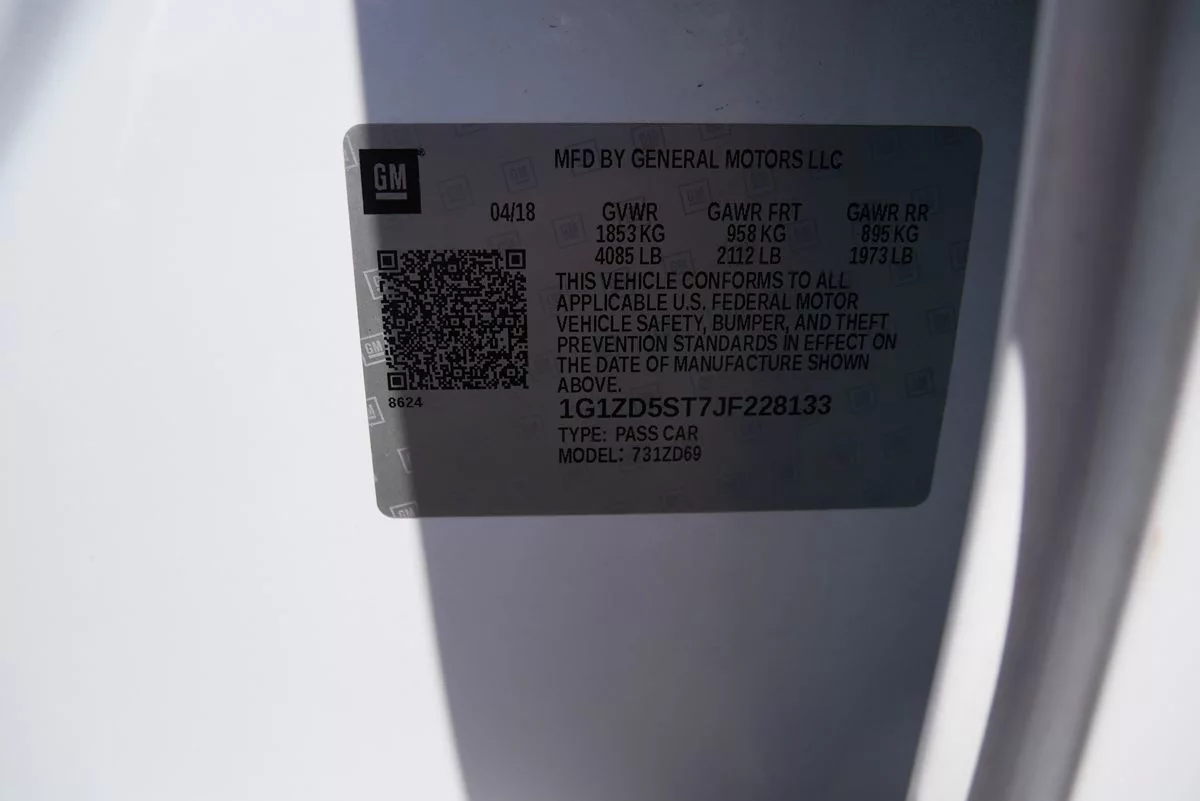 GM
MFD BY GENERAL MOTORS LLC
04/18 GVWR GAWR FRT GAWR RR
1853 KG 958 KG 895 KG
4085 LB 2112 LB 1973 LB
THIS VEHICLE CONFORMS TO ALL
APPLICABLE U.S. FEDERAL MOTOR
VEHICLE SAFETY, BUMPER, AND THEFT
PREVENTION STANDARDS IN EFFECT ON
THE DATE OF MANUFACTURE SHOWN
ABOVE.
8624
1G1ZD5ST7JF228133
TYPE: PASS CAR
MODEL: 731ZD69